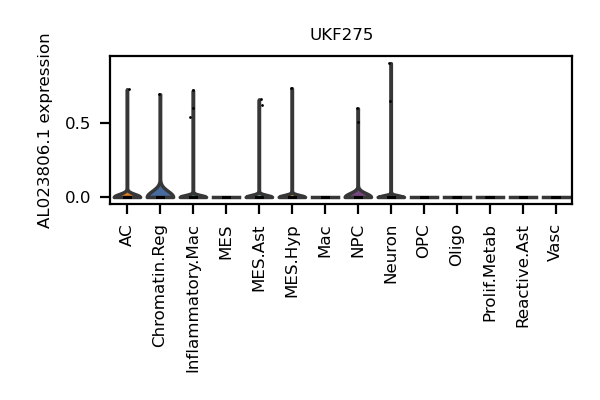 UKF275
AL023806.1 expression
0.5
0.0
AC
Chromatin.Reg
Inflammatory.Mac
MES
MES.Ast
MES.Hyp
Mac
NPC
Neuron
OPC
Oligo
Prolif.Metab
Reactive.Ast
Vasc